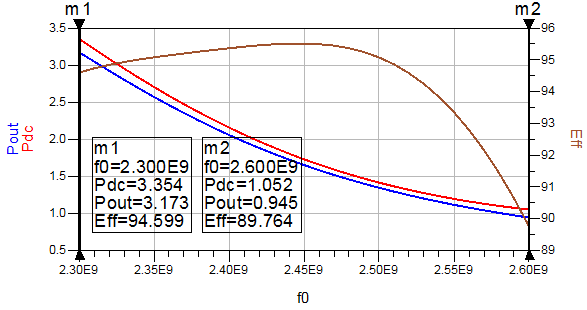 m1
m2
3.5
3.0
2.5
2.0
1.5
1.0
0.5
Pout
Pdc
96
95
94
93
92
91
90
89
Eff
m1
f0=2.300E9
Pdc=3.354
Pout=3.173
Eff=94.599
m2
f0=2.600E9
Pdc=1.052
Pout=0.945
Eff=89.764
2.30E9
2.35E9
2.40E9
2.45E9
2.50E9
2.55E9
2.60E9
f0